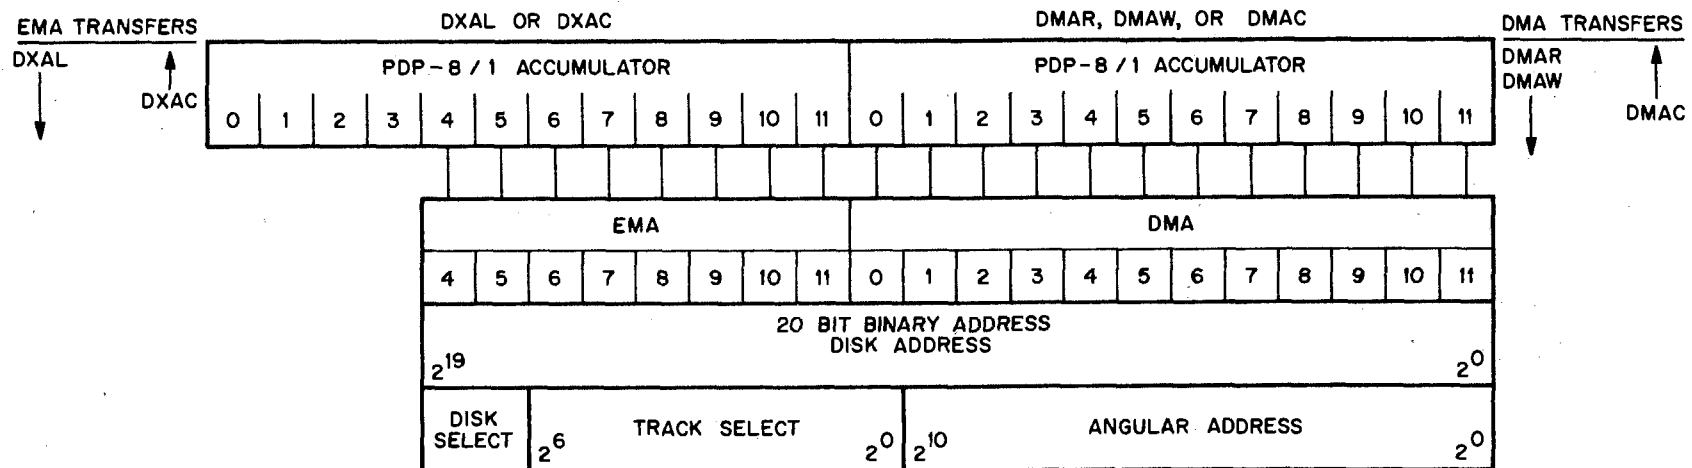 EMA TRANSFERS
DXAL OR DXAC
DMAR, DMAW, OR DMAC
DMA TRANSFERS
DXAL
DXAC
PDP-8/1 ACCUMULATOR
PDP-8/1 ACCUMULATOR
DMAR
DMAW
DMAC
0 1 2 3 4 5 6 7 8 9 10 11 0 1 2 3 4 5 6 7 8 9 10 11
EMA
DMA
4 5 6 7 8 9 10 11 0 1 2 3 4 5 6 7 8 9 10 11
20 BIT BINARY ADDRESS
DISK ADDRESS
2^19
2^0
DISK
SELECT
2^6 TRACK SELECT 2^0
2^10 ANGULAR ADDRESS 2^0